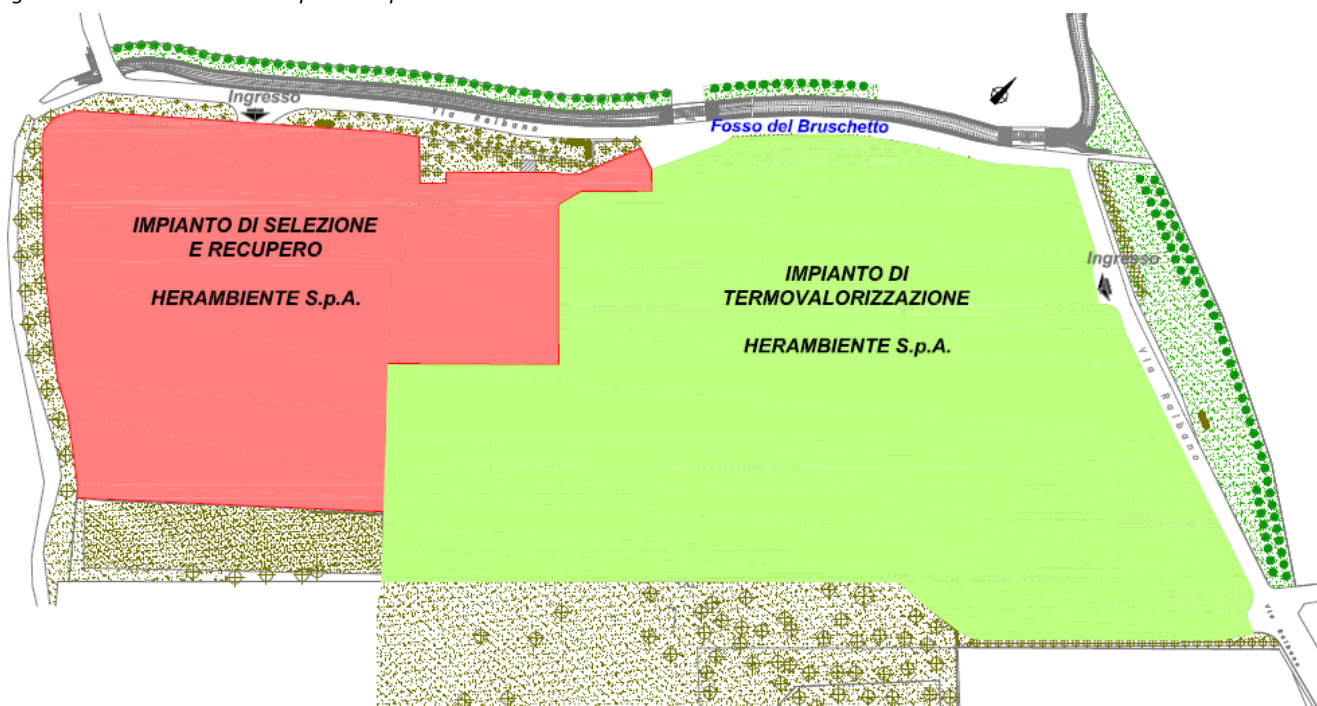 Ingresso
Via Raibano
Fosso del Bruschetto
IMPIANTO DI SELEZIONE
E RECUPERO
HERAMBIENTE S.p.A.
Ingresso
IMPIANTO DI
TERMOVALORIZZAZIONE
HERAMBIENTE S.p.A.
Via Raibano
Via Raibano